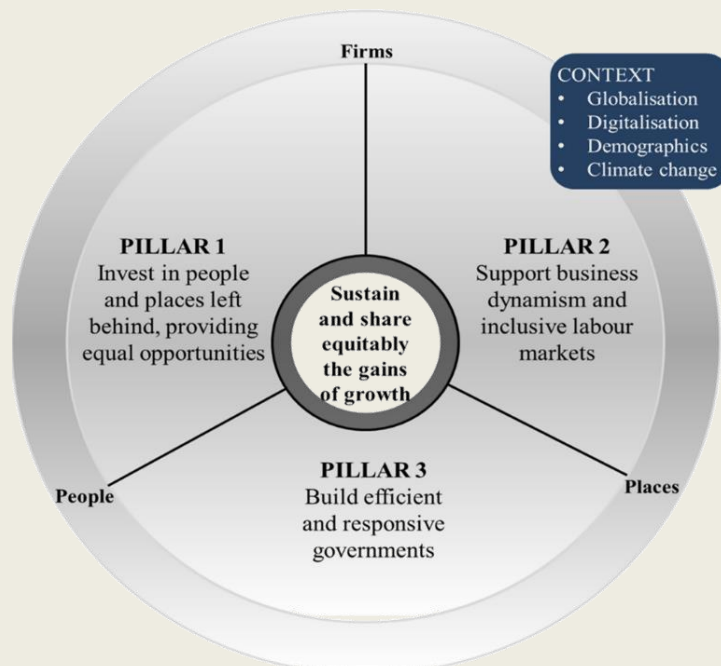 Firms
CONTEXT
• Globalisation
• Digitalisation
• Demographics
• Climate change
PILLAR 1
Invest in people
and places left
behind, providing
equal opportunities
PILLAR 2
Support business
dynamism and
inclusive labour
markets
Sustain
and share
equitably
the gains
of growth
People
PILLAR 3
Build efficient
and responsive
governments
Places